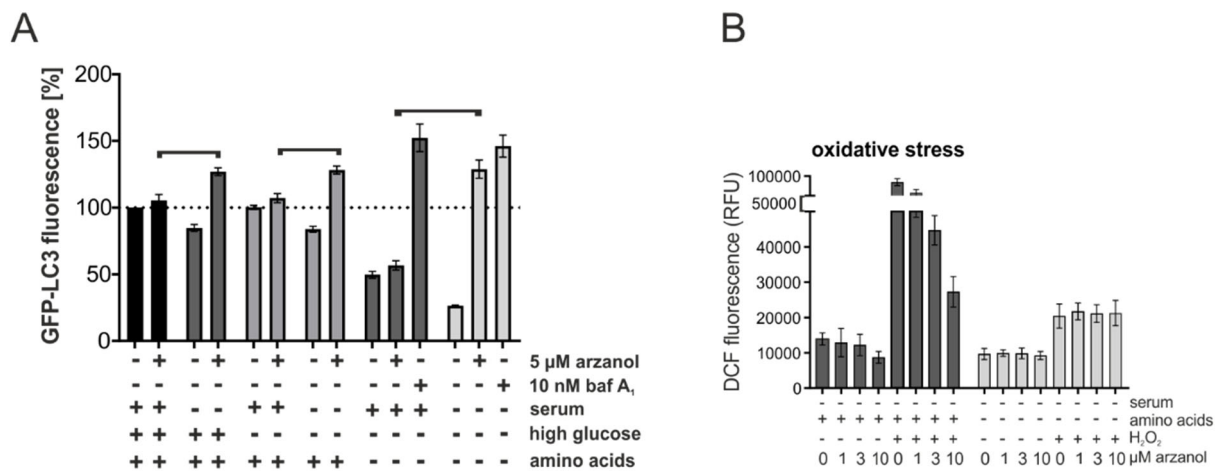 A
GFP-LC3 fluorescence [%]
200
150
100
50
0
- + - + - + - + - + - - + - 5 µM arzanol
- - - - - - - - - - + - - + 10 nM baf A₁
+ + - - + + - - + + + - - - serum
+ + + + - - - - - - - - - - high glucose
+ + + + + + + + - - - - - - amino acids
B
oxidative stress
DCF fluorescence (RFU)
100000
50000
40000
30000
20000
10000
0
- - - - - - - - - - - - - - - - serum
+ + + + + + + + - - - - - - - - amino acids
- - - - + + + + - - - - + + + + H₂O₂
0 1 3 10 0 1 3 10 0 1 3 10 0 1 3 10 µM arzanol